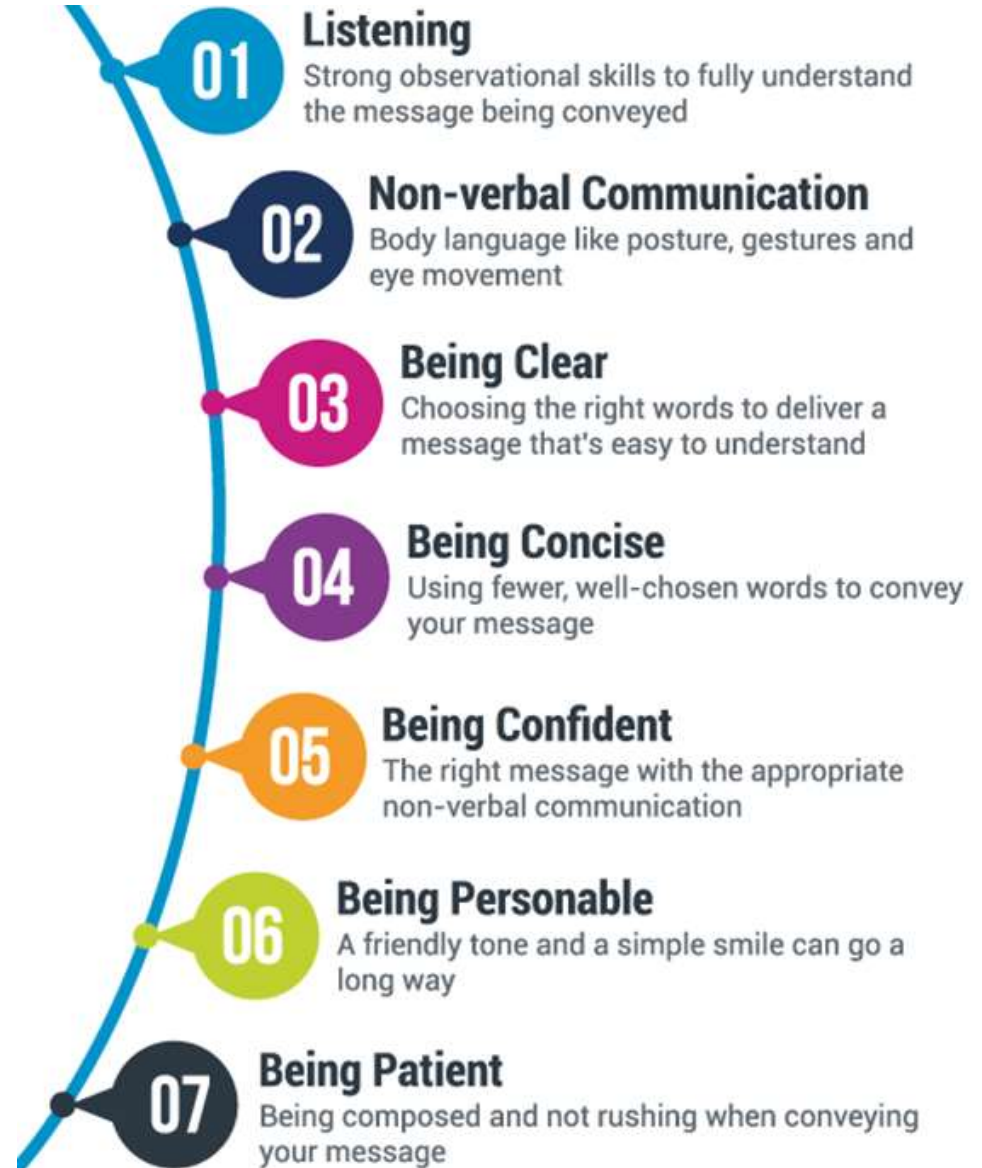 01
Listening
Strong observational skills to fully understand
the message being conveyed
02
Non-verbal Communication
Body language like posture, gestures and
eye movement
03
Being Clear
Choosing the right words to deliver a
message that's easy to understand
04
Being Concise
Using fewer, well-chosen words to convey
your message
05
Being Confident
The right message with the appropriate
non-verbal communication
06
Being Personable
A friendly tone and a simple smile can go a
long way
07
Being Patient
Being composed and not rushing when conveying
your message